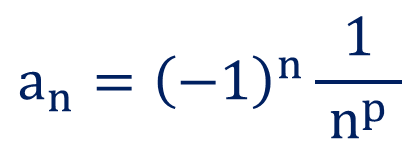 aₙ = (−1)ⁿ 1/nᵖ